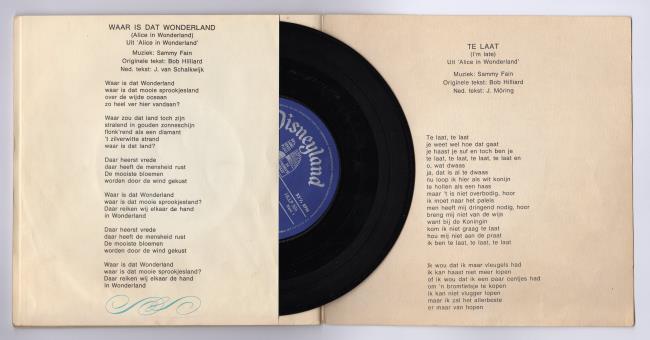 WAAR IS DAT WONDERLAND
(Alice in Wonderland)
Uit 'Alice in Wonderland'
Muziek: Sammy Fain
Originele tekst: Bob Hilliard
Ned. tekst: J. van Schalkwijk
Waar is dat Wonderland
waar is dat mooie sprookjesland
over de wijde oceaan
zo heel ver hier vandaan?
Waar zou dat land toch zijn
stralend in gouden zonneschijn
flonk'rend als een diamant
't zilverwitte strand
waar is dat land?
Daar heerst vrede
daar heeft de mensheid rust
De mooiste bloemen
worden door de wind gekust
Waar is dat Wonderland
waar is dat mooie sprookjesland?
Daar reiken wij elkaar de hand
in Wonderland
Daar heerst vrede
daar heeft de mensheid rust
De mooiste bloemen
worden door de wind gekust
Waar is dat Wonderland
waar is dat mooie sprookjesland?
Daar reiken wij elkaar de hand
in Wonderland
Disneyland
33⅓ RPM
TE LAAT
(I'm late)
Uit 'Alice in Wonderland'
Muziek: Sammy Fain
Originele tekst: Bob Hilliard
Ned. tekst: J. Möring
Te laat, te laat
je weet wel hoe dat gaat
je haast je suf en toch ben je
te laat, te laat, te laat, te laat en
o, wat dwaas
ja, dat is al te dwaas
nu loop ik hier als wit konijn
te hollen als een haas
maar 't is niet overbodig, hoor
ik moet naar het paleis
men heeft mij dringend nodig, hoor
breng mij niet van de wijs
want bij de Koningin
kom ik niet graag te laat
hou mij niet aan de praat
ik ben te laat, te laat, te laat
Ik wou dat ik maar vleugels had
ik kan haast niet meer lopen
of ik wou dat ik een paar centjes had
om 'n bromfietsje te kopen
ik kan niet vlugger lopen
maar ik zal het allerbeste
er maar van hopen